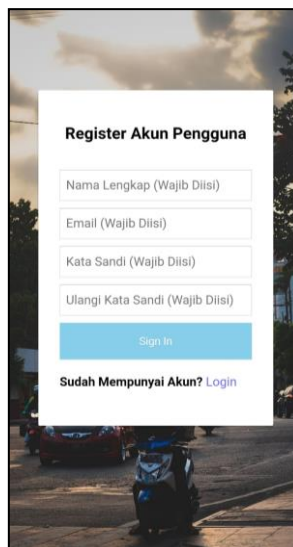 Register Akun Pengguna
Nama Lengkap (Wajib Diisi)
Email (Wajib Diisi)
Kata Sandi (Wajib Diisi)
Ulangi Kata Sandi (Wajib Diisi)
Sign In
Sudah Mempunyai Akun? Login